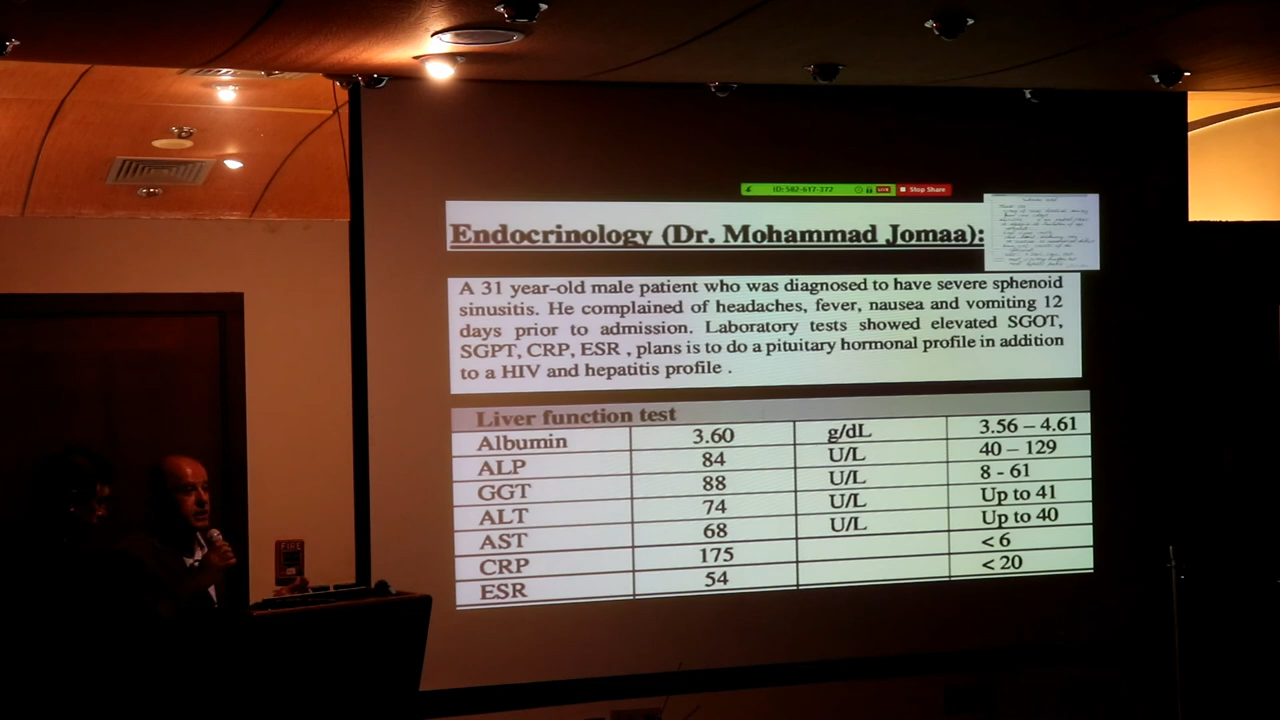 ID: 582-617-372 LIVE Stop Share
Endocrinology (Dr. Mohammad Jomaa):
A 31 year-old male patient who was diagnosed to have severe sphenoid
sinusitis. He complained of headaches, fever, nausea and vomiting 12
days prior to admission. Laboratory tests showed elevated SGOT,
SGPT, CRP, ESR , plans is to do a pituitary hormonal profile in addition
to a HIV and hepatitis profile .
Liver function test
Albumin 3.60 g/dL 3.56 – 4.61
ALP 84 U/L 40 – 129
GGT 88 U/L 8 - 61
ALT 74 U/L Up to 41
AST 68 U/L Up to 40
CRP 175 < 6
ESR 54 < 20
FIRE